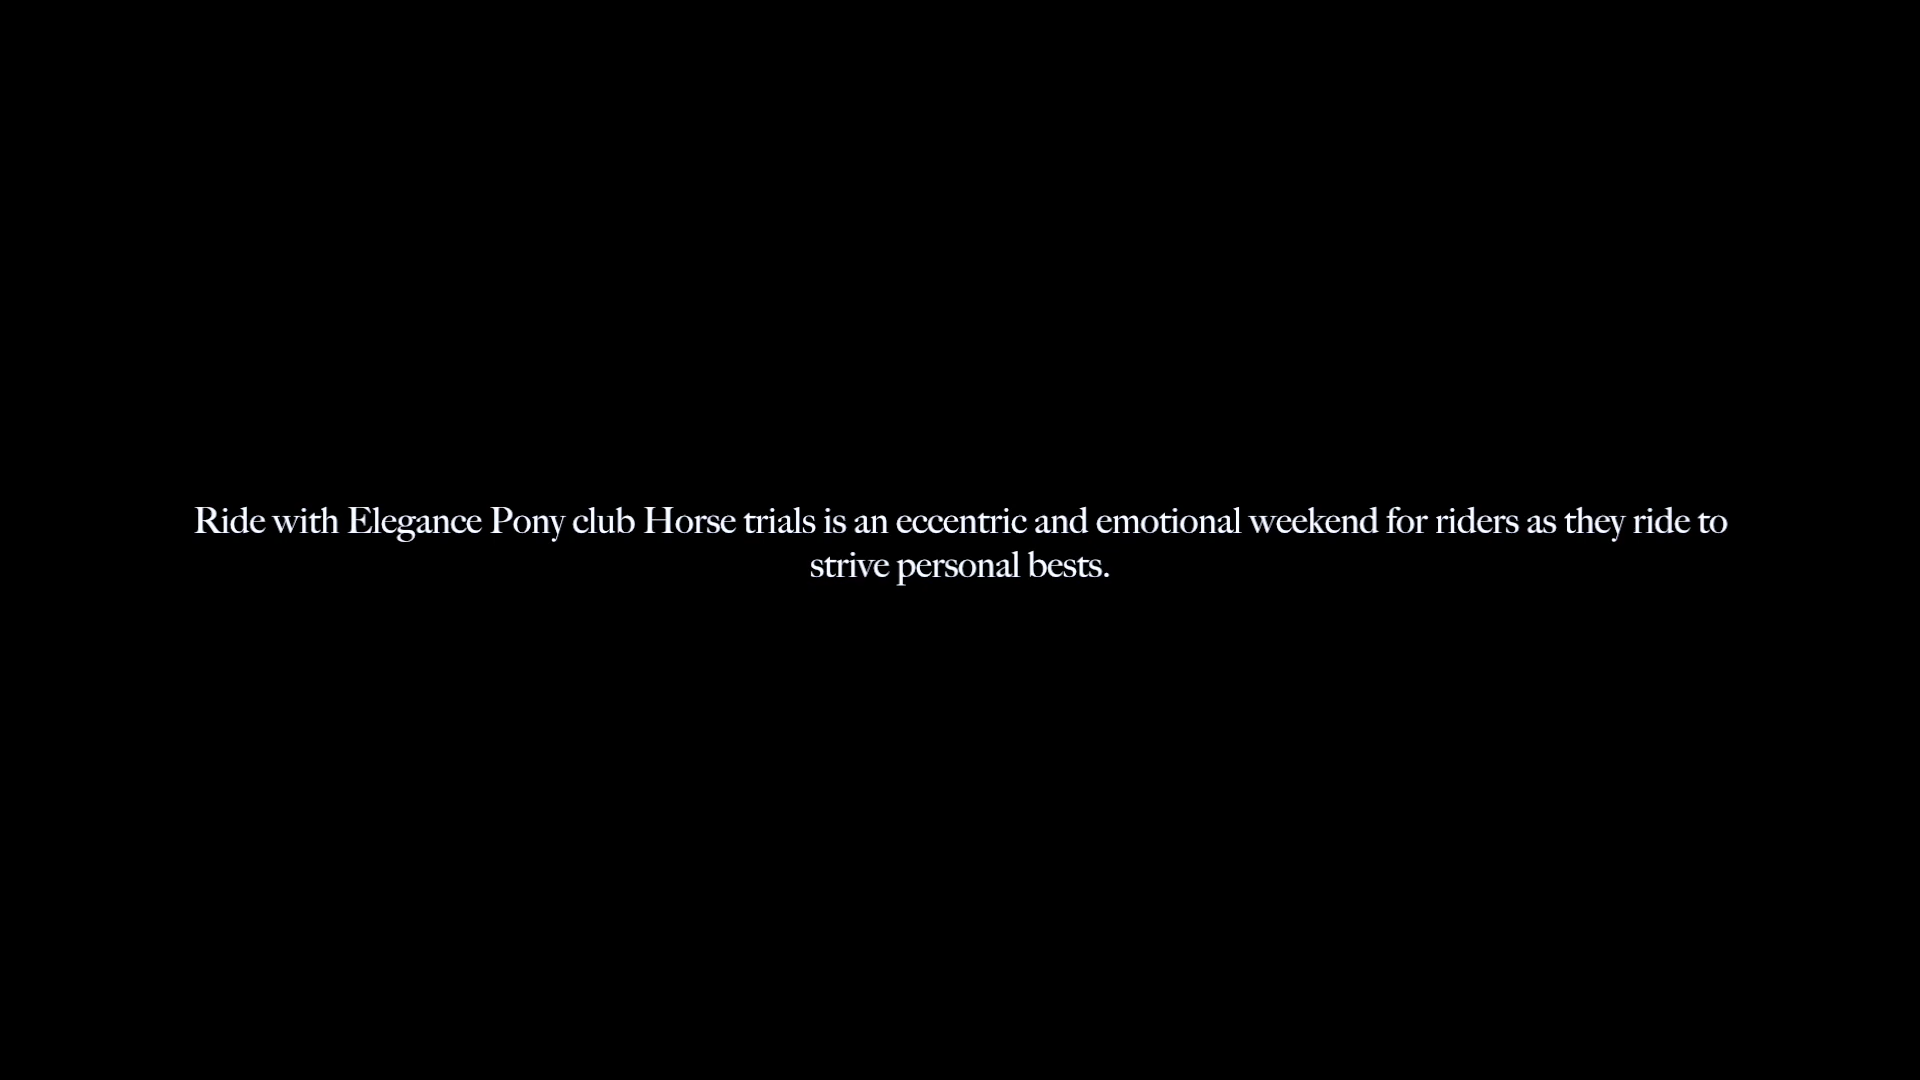 Ride with Elegance Pony club Horse trials is an eccentric and emotional weekend for riders as they ride to
strive personal bests.